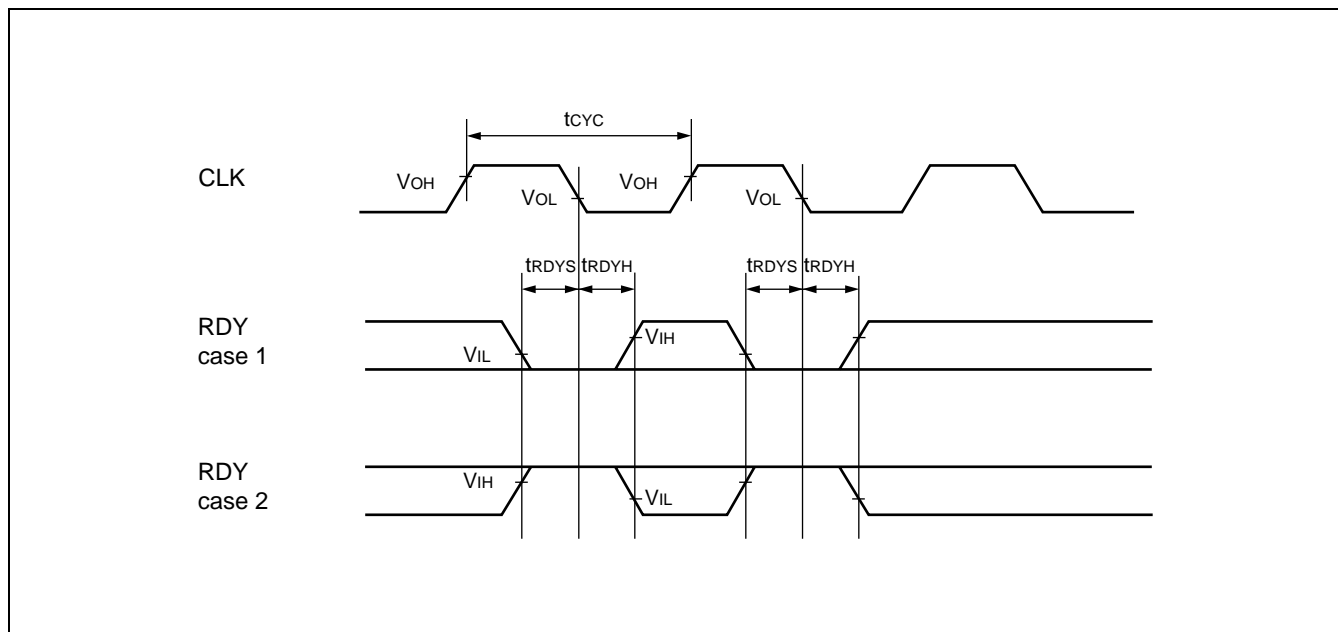 tCYC
CLK
VOH
VOL
VOH
VOL
tRDYS
tRDYH
tRDYS
tRDYH
RDY
case 1
VIL
VIH
RDY
case 2
VIH
VIL